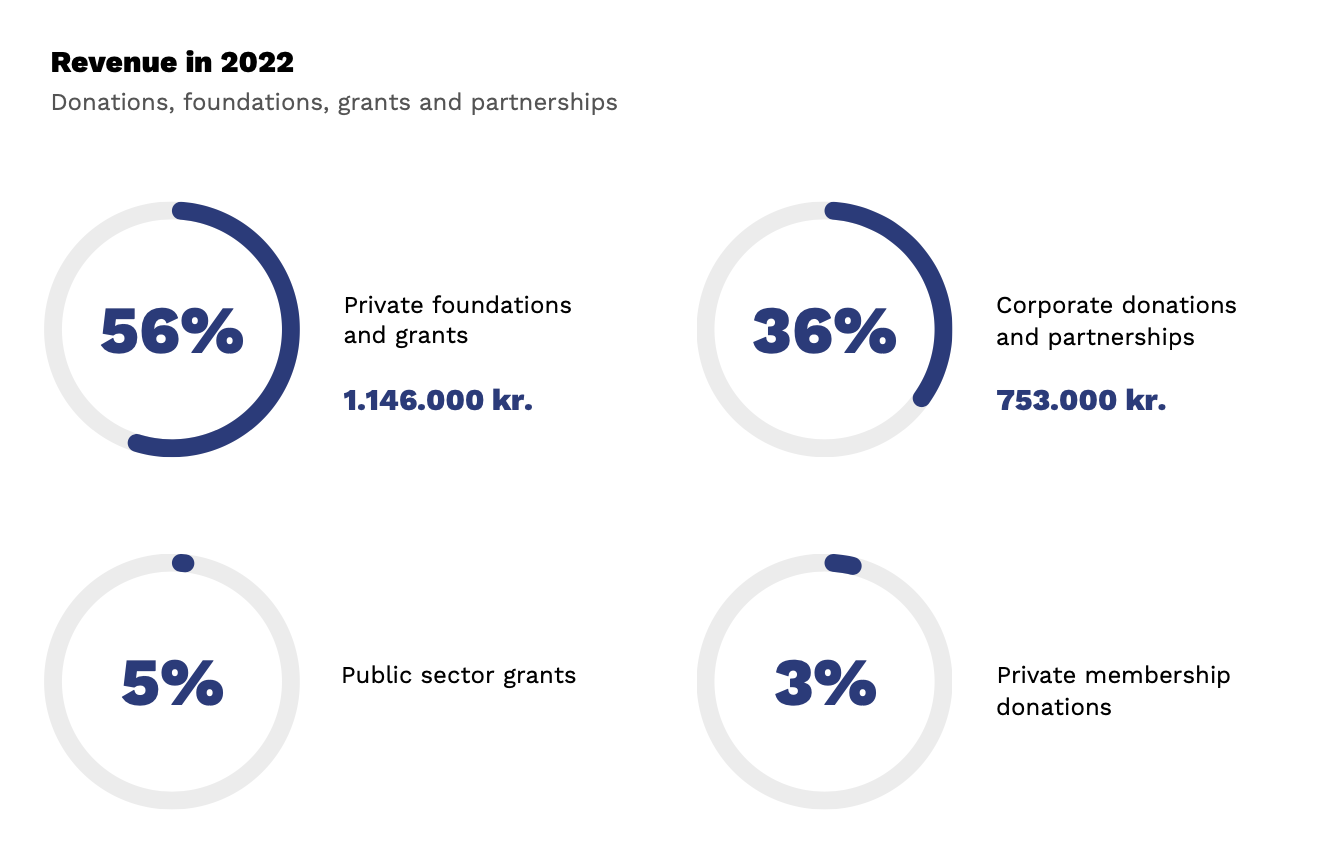 Revenue in 2022
Donations, foundations, grants and partnerships
56%
Private foundations
and grants
1.146.000 kr.
36%
Corporate donations
and partnerships
753.000 kr.
5%
Public sector grants
3%
Private membership
donations